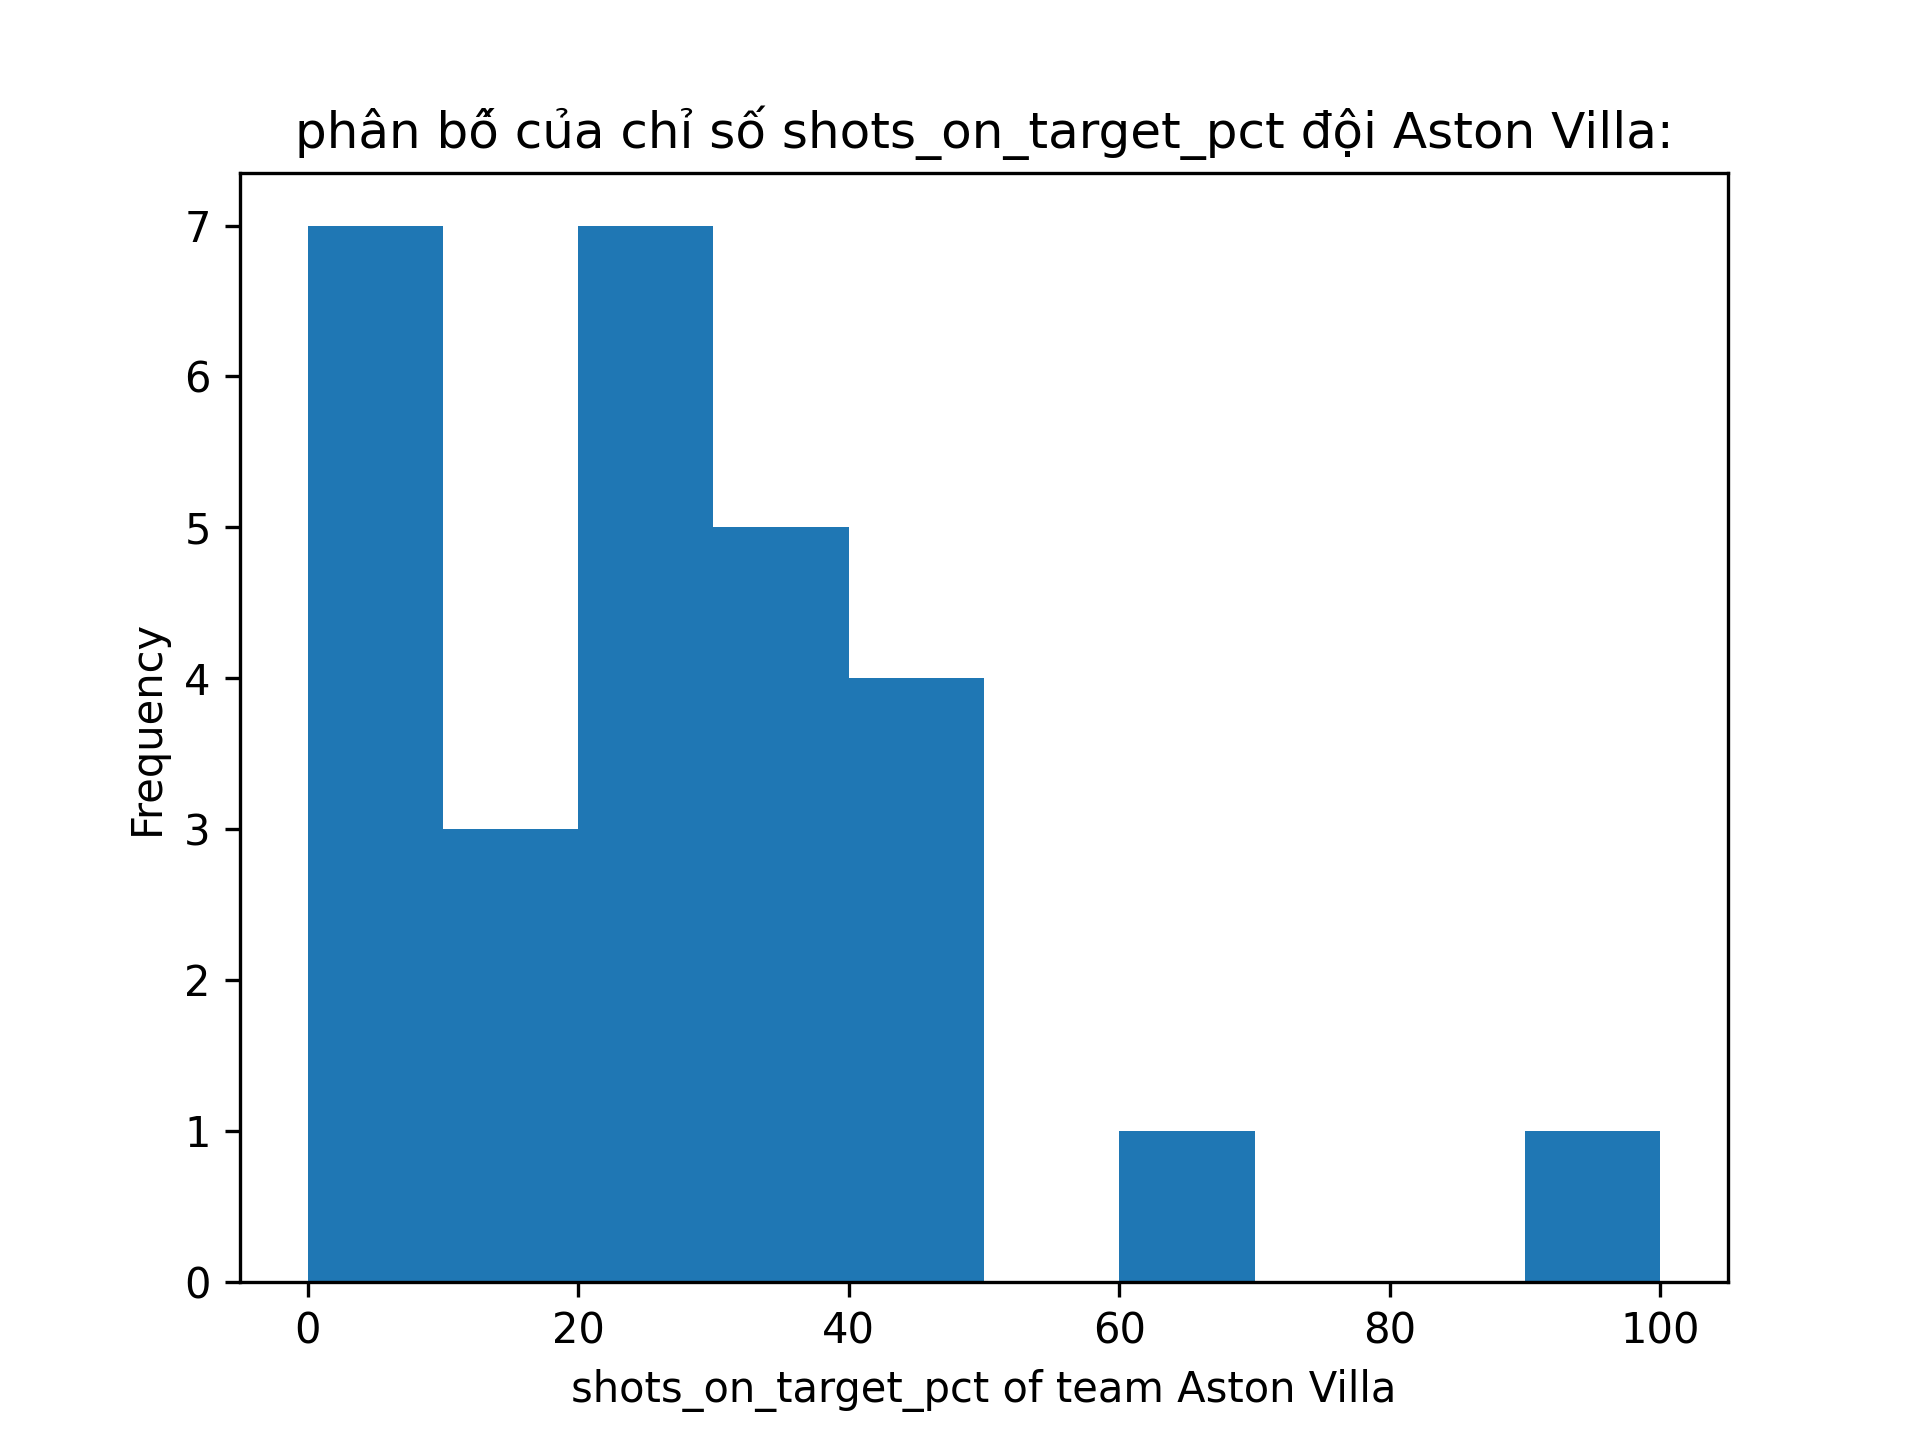 phân bố của chỉ số shots_on_target_pct đội Aston Villa:
7
6
5
4
3
2
1
0
Frequency
0 20 40 60 80 100
shots_on_target_pct of team Aston Villa